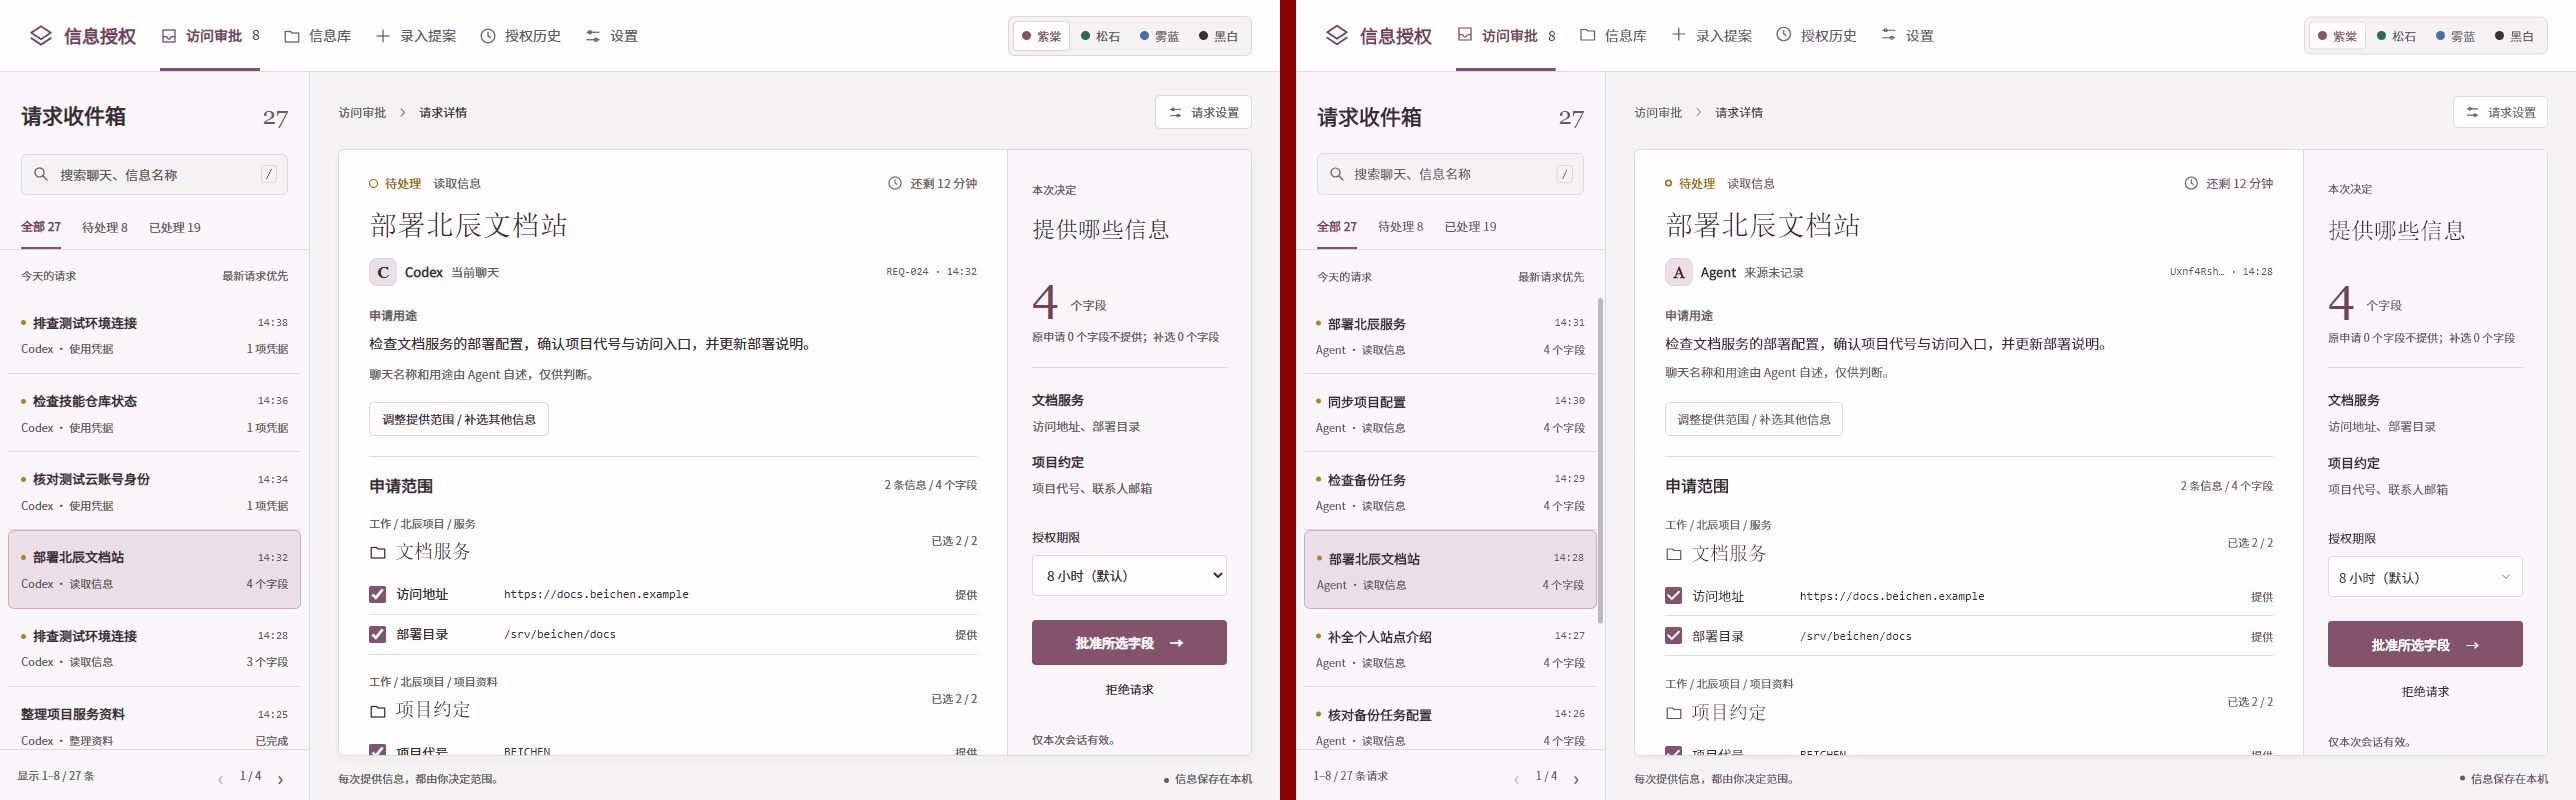 信息授权 访问审批 8 信息库 录入提案 授权历史 设置 紫棠 松石 雾蓝 黑白
请求收件箱 27
搜索聊天、信息名称 /
全部 27 待处理 8 已处理 19
今天的请求 最新请求优先
排查测试环境连接 14:38
Codex · 使用凭据 1 项凭据
检查技能仓库状态 14:36
Codex · 使用凭据 1 项凭据
核对测试云账号身份 14:34
Codex · 使用凭据 1 项凭据
部署北辰文档站 14:32
Codex · 读取信息 4 个字段
排查测试环境连接 14:28
Codex · 读取信息 3 个字段
整理项目服务资料 14:25
Codex · 整理资料 已完成
显示 1–8 / 27 条 ‹ 1 / 4 ›
访问审批 > 请求详情 请求设置
待处理 读取信息 还剩 12 分钟
部署北辰文档站
C Codex 当前聊天 REQ-024 · 14:32
申请用途
检查文档服务的部署配置，确认项目代号与访问入口，并更新部署说明。
聊天名称和用途由 Agent 自述，仅供判断。
调整提供范围 / 补选其他信息
申请范围 2 条信息 / 4 个字段
工作 / 北辰项目 / 服务
文档服务 已选 2 / 2
访问地址 https://docs.beichen.example 提供
部署目录 /srv/beichen/docs 提供
工作 / 北辰项目 / 项目资料
项目约定 已选 2 / 2
项目代号 BEICHEN 提供
本次决定
提供哪些信息
4 个字段
原申请 0 个字段不提供；补选 0 个字段
文档服务
访问地址、部署目录
项目约定
项目代号、联系人邮箱
授权期限
8 小时（默认）
批准所选字段 →
拒绝请求
仅本次会话有效。
每次提供信息，都由你决定范围。 信息保存在本机
信息授权 访问审批 8 信息库 录入提案 授权历史 设置 紫棠 松石 雾蓝 黑白
请求收件箱 27
搜索聊天、信息名称 /
全部 27 待处理 8 已处理 19
今天的请求 最新请求优先
部署北辰服务 14:31
Agent · 读取信息 4 个字段
同步项目配置 14:30
Agent · 读取信息 4 个字段
检查备份任务 14:29
Agent · 读取信息 4 个字段
部署北辰文档站 14:28
Agent · 读取信息 4 个字段
补全个人站点介绍 14:27
Agent · 读取信息 4 个字段
核对备份任务配置 14:26
Agent · 读取信息 4 个字段
1–8 / 27 条请求 ‹ 1 / 4 ›
访问审批 > 请求详情 请求设置
待处理 读取信息 还剩 12 分钟
部署北辰文档站
A Agent 来源未记录 Uxnf4Rsh… · 14:28
申请用途
检查文档服务的部署配置，确认项目代号与访问入口，并更新部署说明。
聊天名称和用途由 Agent 自述，仅供判断。
调整提供范围 / 补选其他信息
申请范围 2 条信息 / 4 个字段
工作 / 北辰项目 / 服务
文档服务 已选 2 / 2
访问地址 https://docs.beichen.example 提供
部署目录 /srv/beichen/docs 提供
工作 / 北辰项目 / 项目资料
项目约定 已选 2 / 2
项目代号 BEICHEN 提供
本次决定
提供哪些信息
4 个字段
原申请 0 个字段不提供；补选 0 个字段
文档服务
访问地址、部署目录
项目约定
项目代号、联系人邮箱
授权期限
8 小时（默认）
批准所选字段 →
拒绝请求
仅本次会话有效。
每次提供信息，都由你决定范围。 信息保存在本机